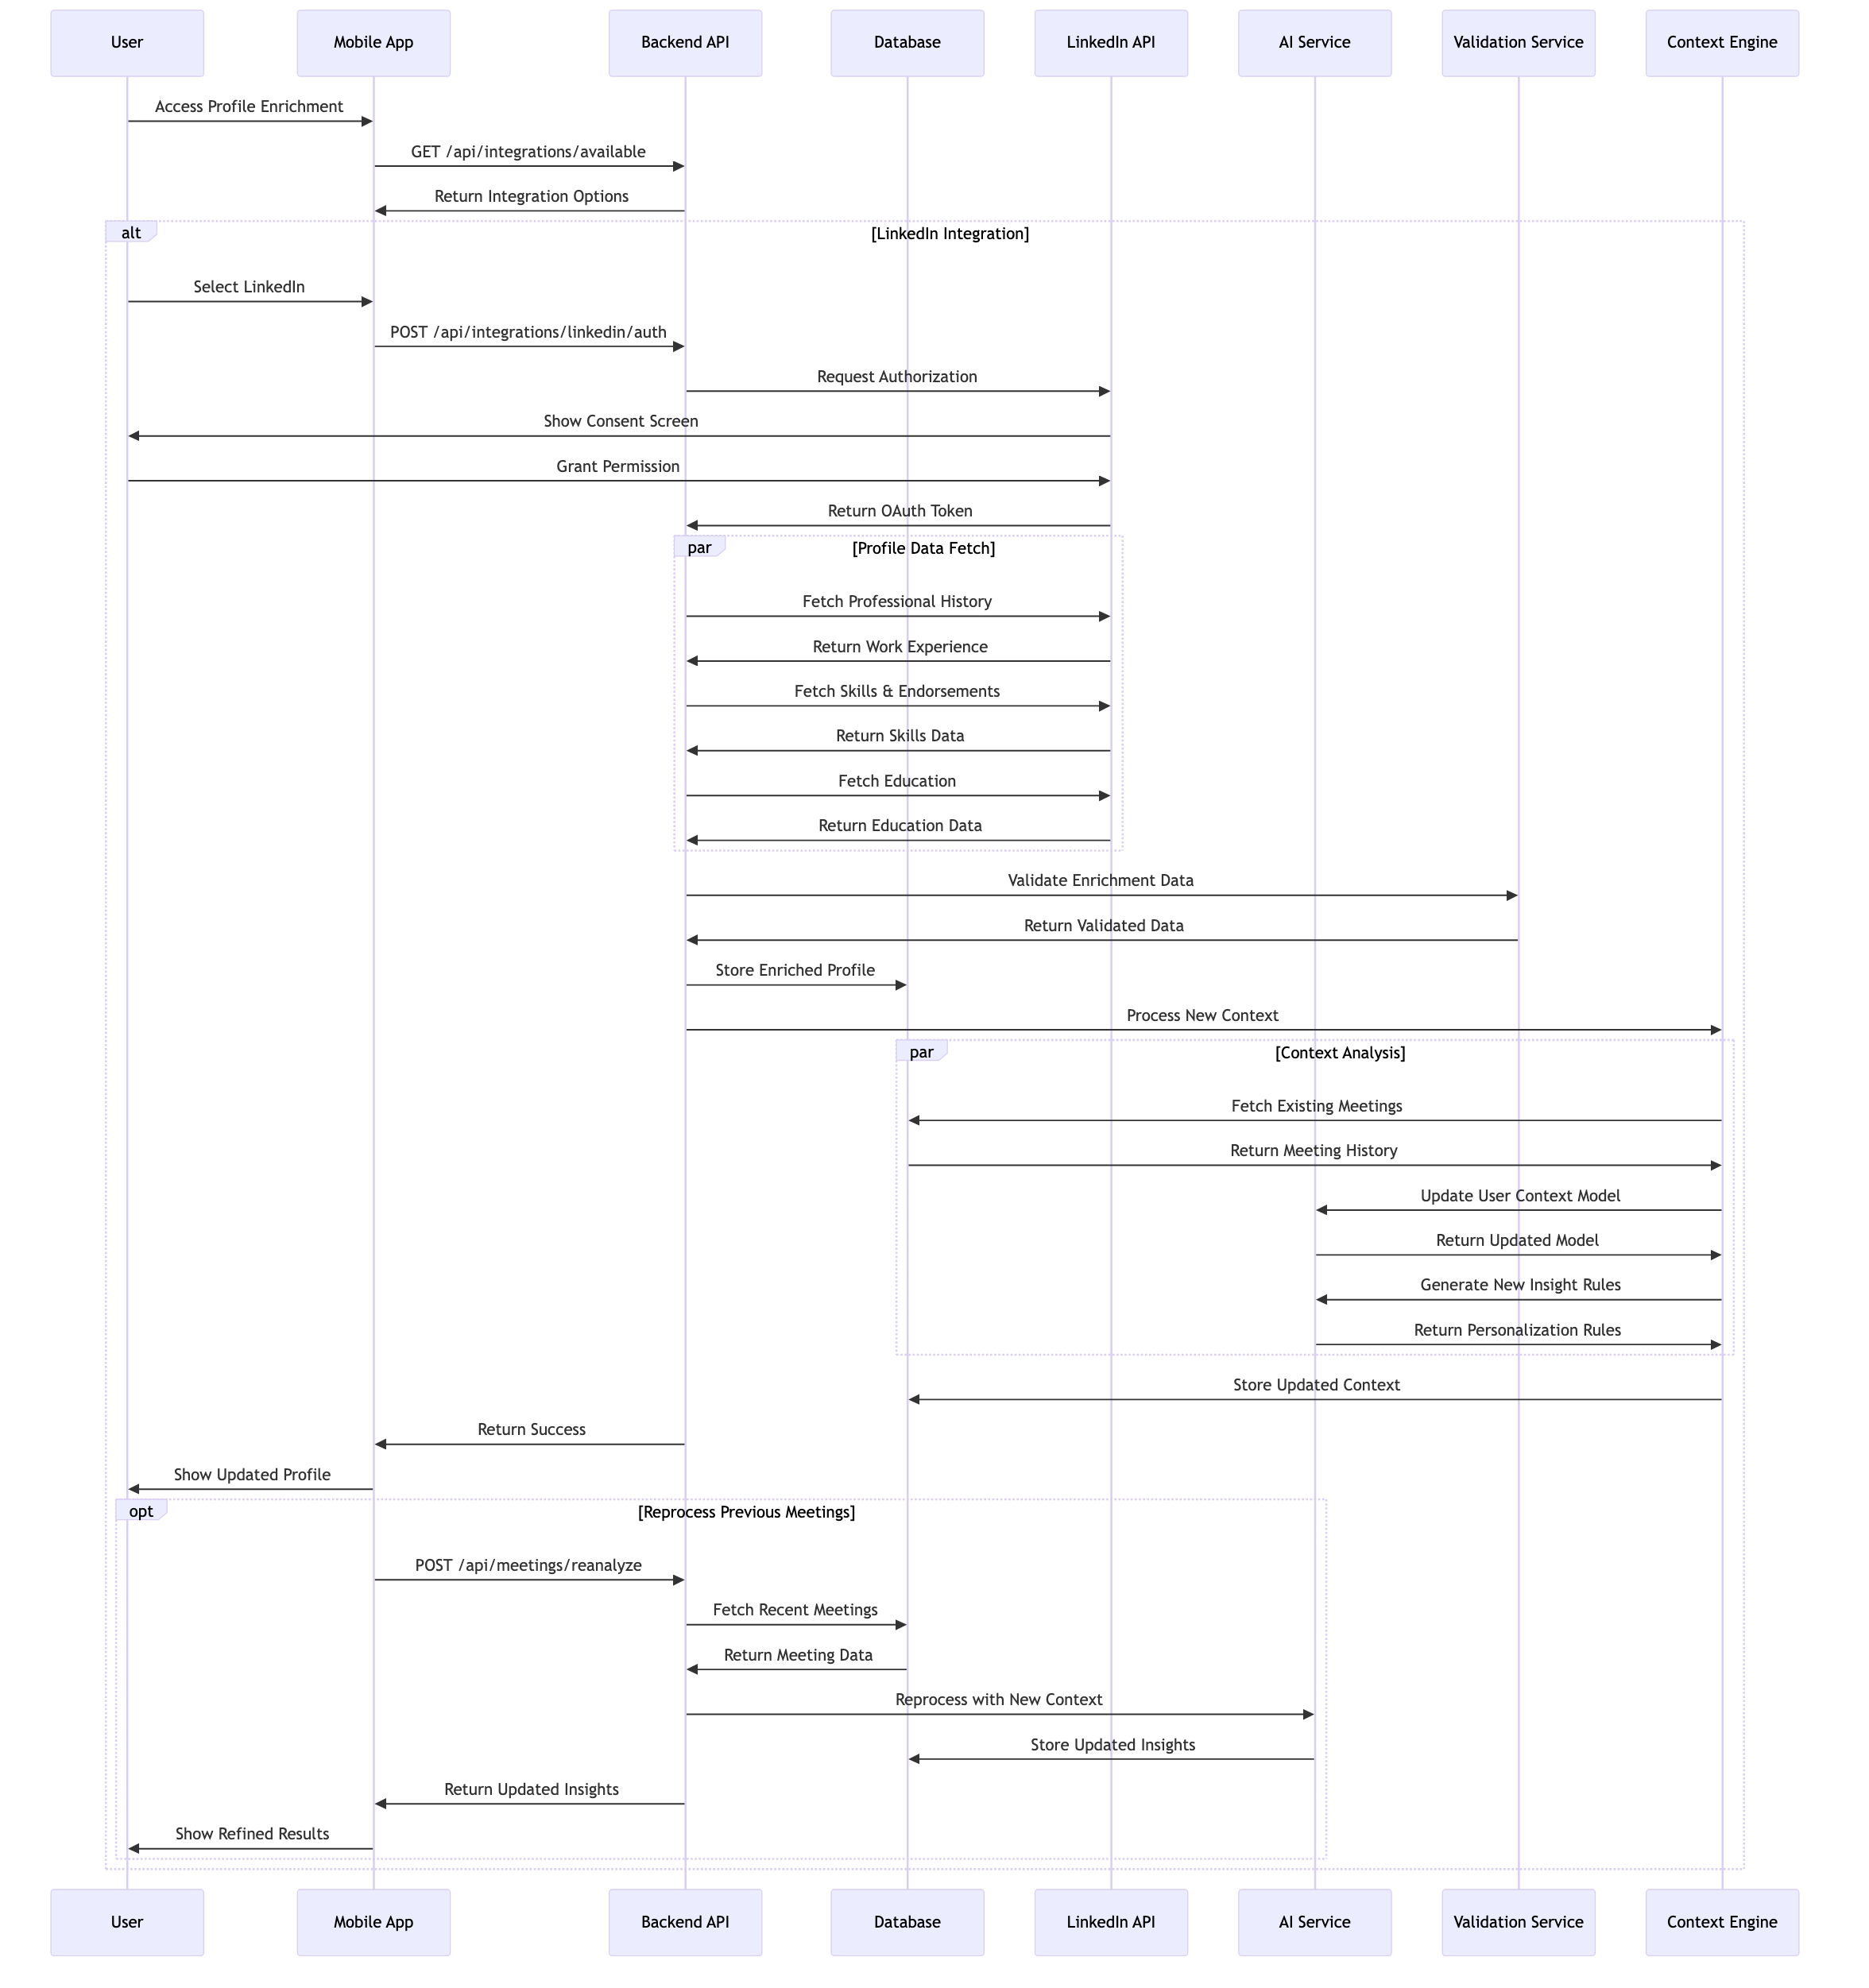 User
Mobile App
Backend API
Database
LinkedIn API
AI Service
Validation Service
Context Engine
Access Profile Enrichment
GET /api/integrations/available
Return Integration Options
alt
[LinkedIn Integration]
Select LinkedIn
POST /api/integrations/linkedin/auth
Request Authorization
Show Consent Screen
Grant Permission
Return OAuth Token
par
[Profile Data Fetch]
Fetch Professional History
Return Work Experience
Fetch Skills & Endorsements
Return Skills Data
Fetch Education
Return Education Data
Validate Enrichment Data
Return Validated Data
Store Enriched Profile
Process New Context
par
[Context Analysis]
Fetch Existing Meetings
Return Meeting History
Update User Context Model
Return Updated Model
Generate New Insight Rules
Return Personalization Rules
Store Updated Context
Return Success
Show Updated Profile
opt
[Reprocess Previous Meetings]
POST /api/meetings/reanalyze
Fetch Recent Meetings
Return Meeting Data
Reprocess with New Context
Store Updated Insights
Return Updated Insights
Show Refined Results
User
Mobile App
Backend API
Database
LinkedIn API
AI Service
Validation Service
Context Engine